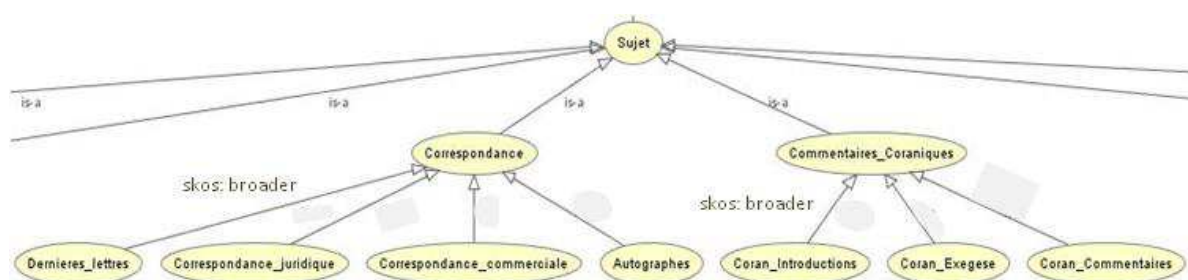 Sujet
is-a
is-a
is-a
is-a
Correspondance
Commentaires_Coraniques
skos: broader
skos: broader
Dernieres_lettres
Correspondance_juridique
Correspondance_commerciale
Autographes
Coran_Introductions
Coran_Exegese
Coran_Commentaires